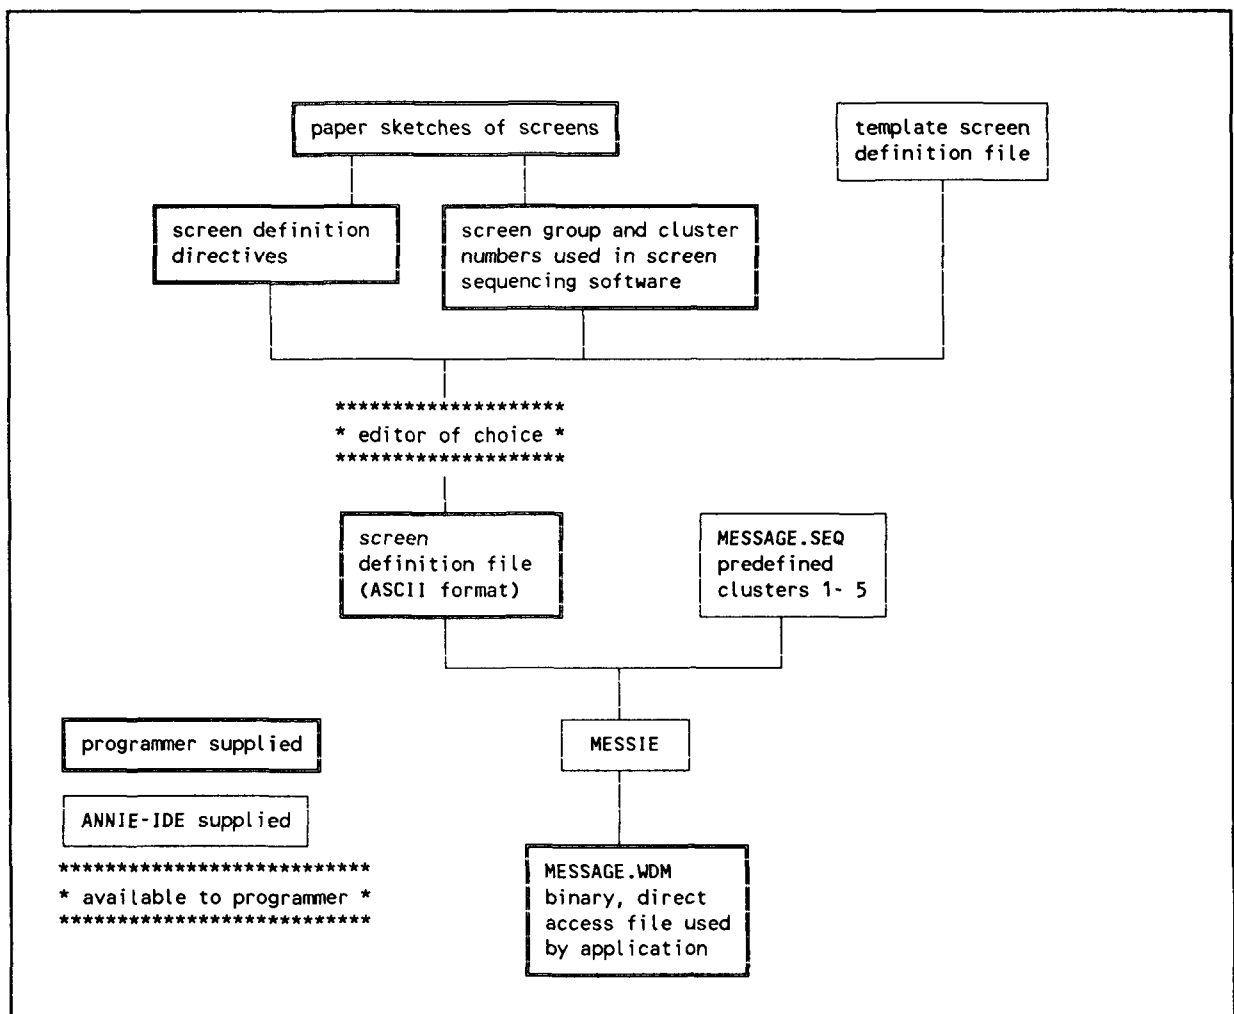 paper sketches of screens
template screen
definition file
screen definition
directives
screen group and cluster
numbers used in screen
sequencing software
********************
* editor of choice *
********************
screen
definition file
(ASCII format)
MESSAGE.SEQ
predefined
clusters 1- 5
programmer supplied
MESSIE
ANNIE-IDE supplied
***************************
* available to programmer *
***************************
MESSAGE.WDM
binary, direct
access file used
by application